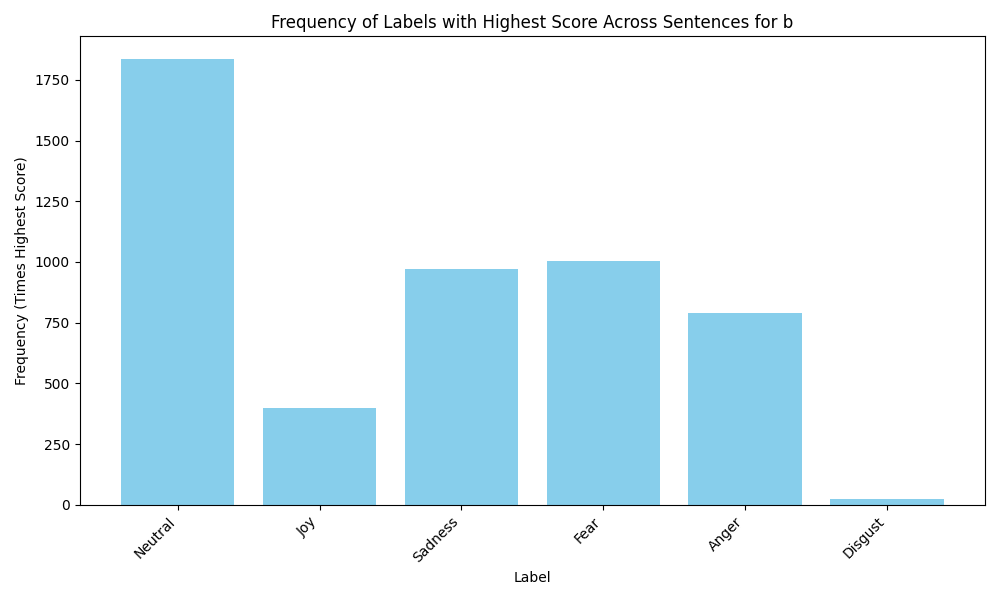 Frequency of Labels with Highest Score Across Sentences for b
Frequency (Times Highest Score)
1750
1500
1250
1000
750
500
250
0
Neutral
Joy
Sadness
Fear
Anger
Disgust
Label